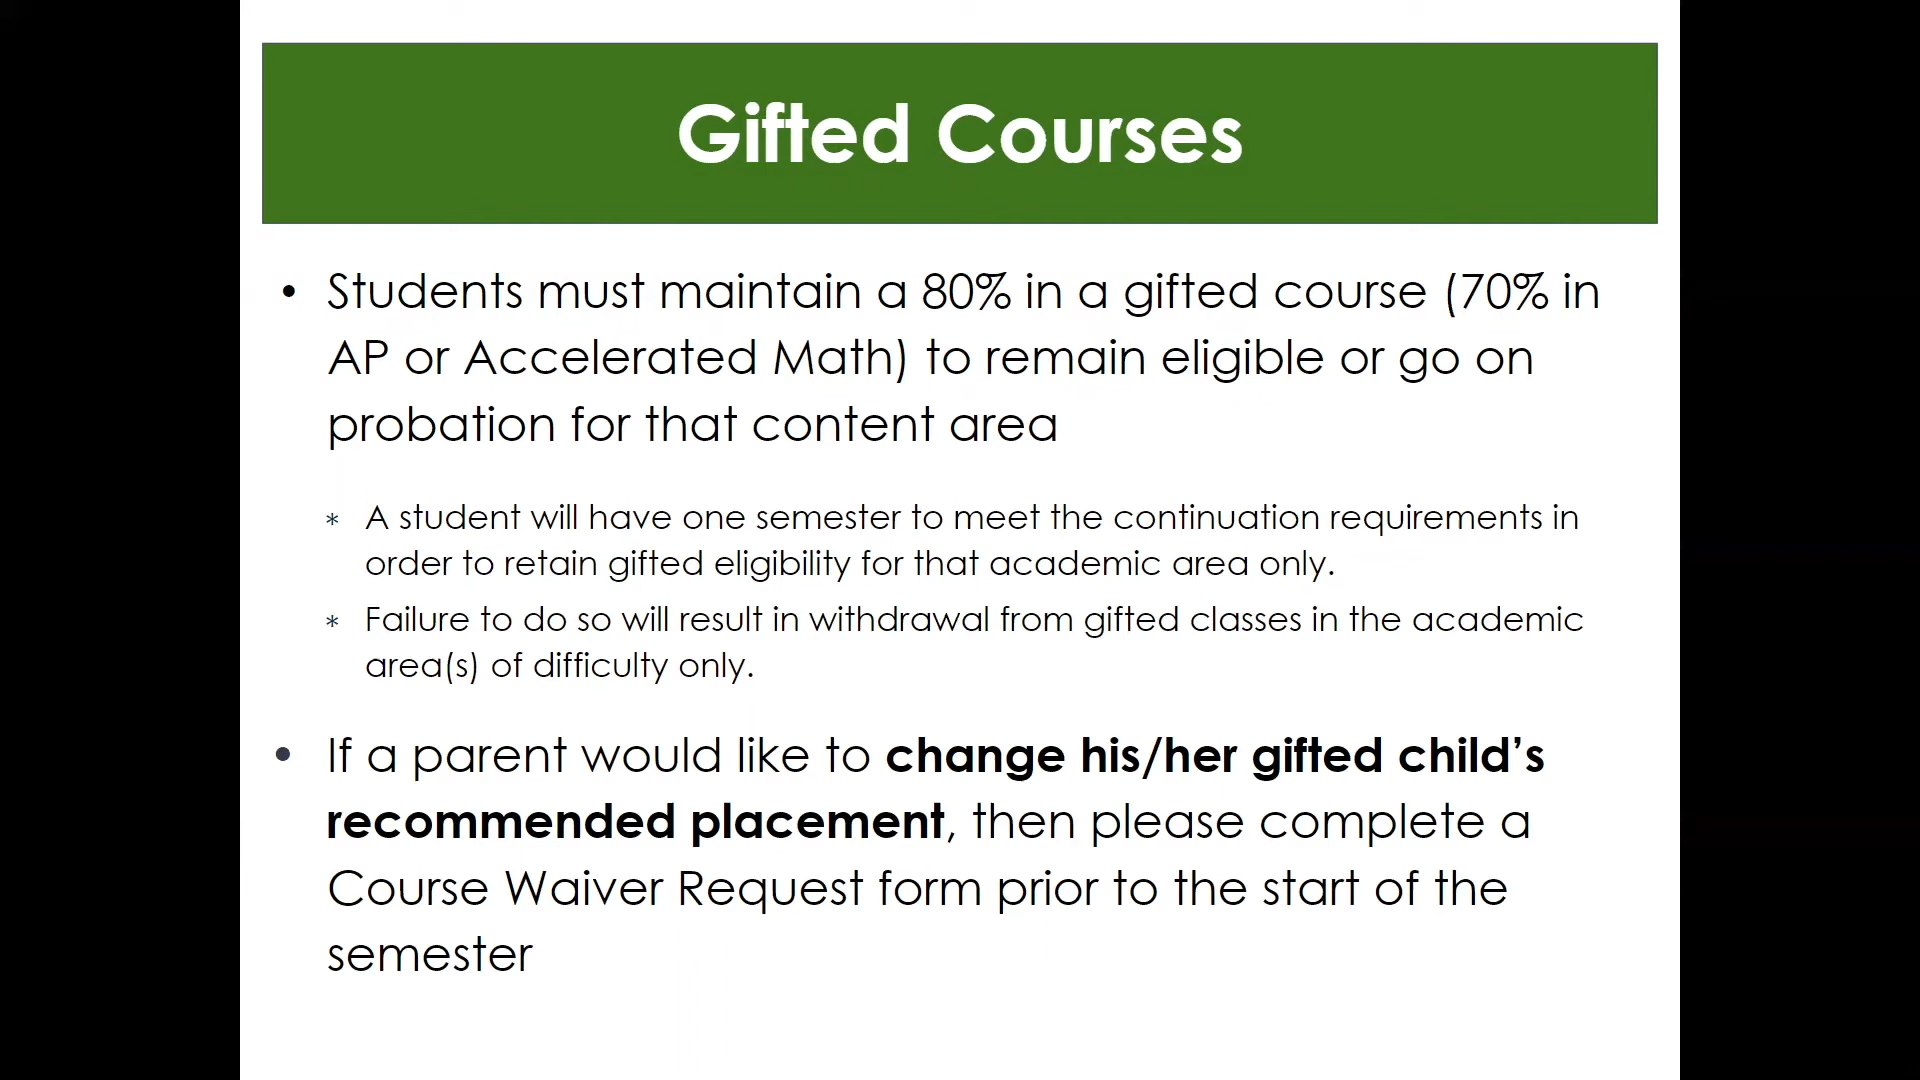 Gifted Courses
• Students must maintain a 80% in a gifted course (70% in
AP or Accelerated Math) to remain eligible or go on
probation for that content area
* A student will have one semester to meet the continuation requirements in
order to retain gifted eligibility for that academic area only.
* Failure to do so will result in withdrawal from gifted classes in the academic
area(s) of difficulty only.
• If a parent would like to change his/her gifted child’s
recommended placement, then please complete a
Course Waiver Request form prior to the start of the
semester